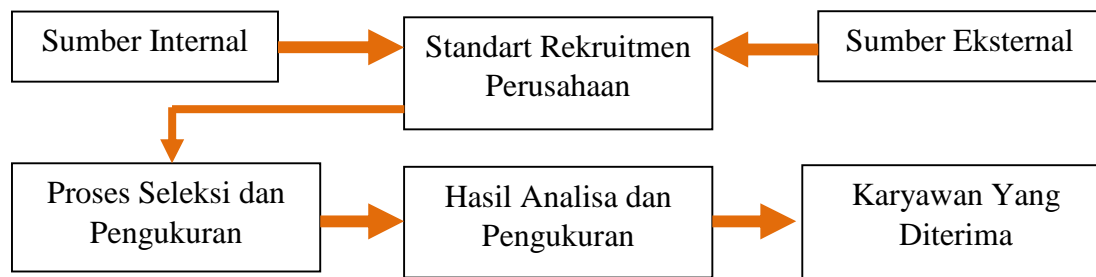 Sumber Internal
Standart Rekruitmen
Perusahaan
Sumber Eksternal
Proses Seleksi dan
Pengukuran
Hasil Analisa dan
Pengukuran
Karyawan Yang
Diterima